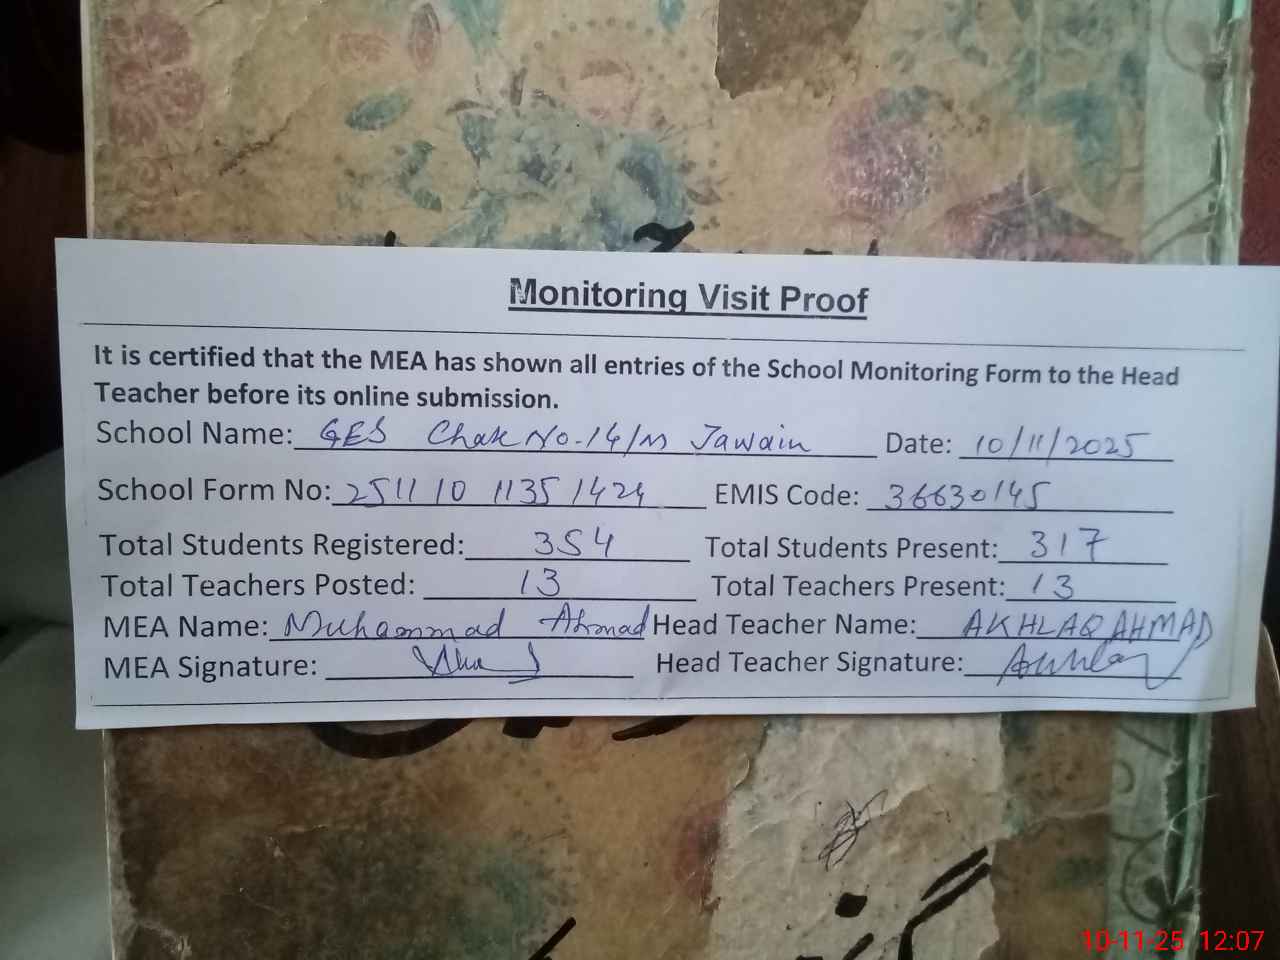 Monitoring Visit Proof
It is certified that the MEA has shown all entries of the School Monitoring Form to the Head
Teacher before its online submission.
School Name: GES Chak No. 14/M Jawain Date: 10/11/2025
School Form No: 251110 1135 1424 EMIS Code: 36630145
Total Students Registered: 354 Total Students Present: 317
Total Teachers Posted: 13 Total Teachers Present: 13
MEA Name: Muhammad Ahmad Head Teacher Name: AKHLAQ AHMAD
MEA Signature: Head Teacher Signature:
10-11-25 12:07